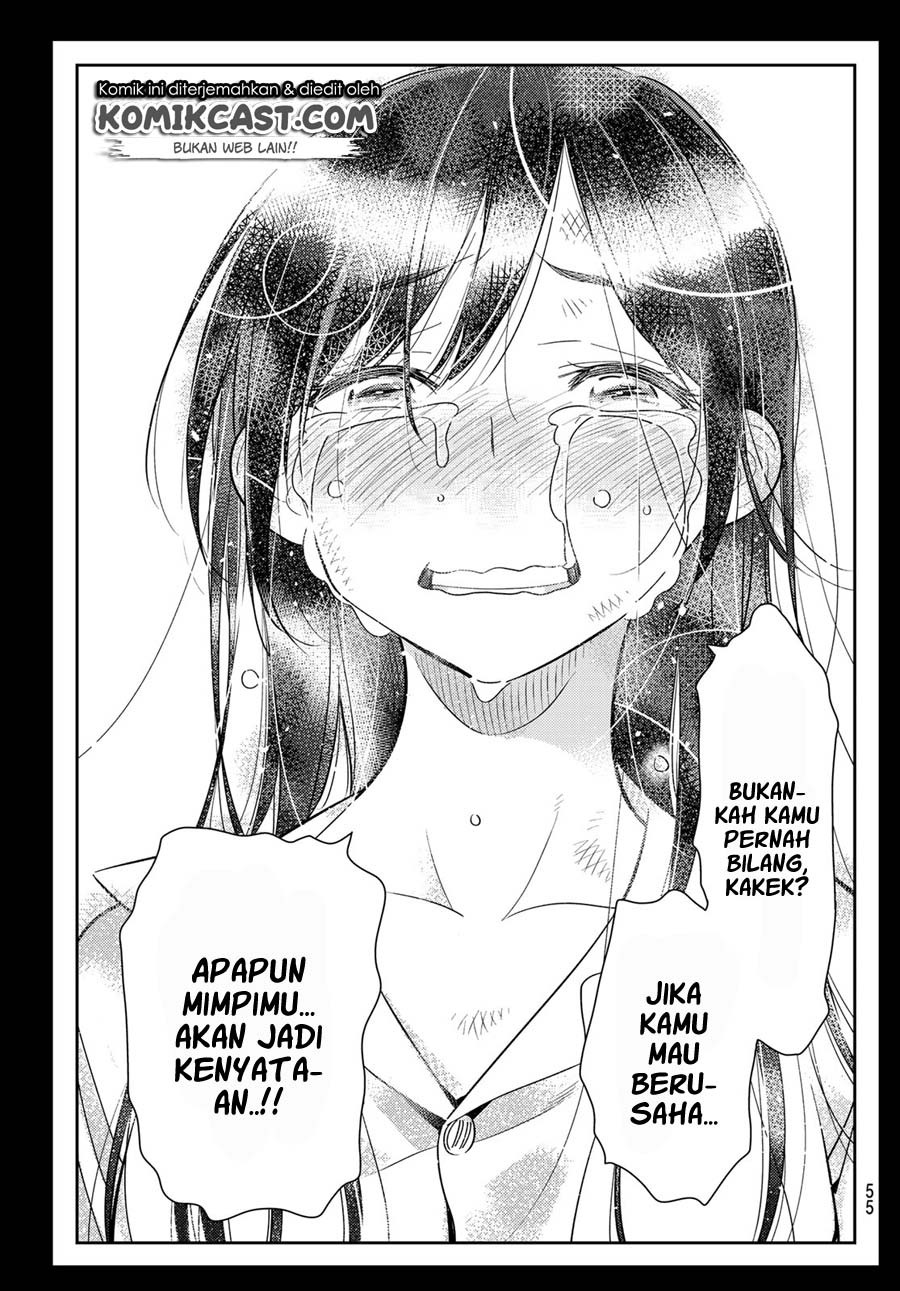 Komik ini diterjemahkan & diedit oleh
KOMIKCAST.COM
BUKAN WEB LAIN!!
BUKAN-
KAH KAMU
PERNAH
BILANG,
KAKEK?
JIKA
KAMU
MAU
BERU-
SAHA...
APAPUN
MIMPIMU...
AKAN JADI
KENYATA-
AN..!!
55